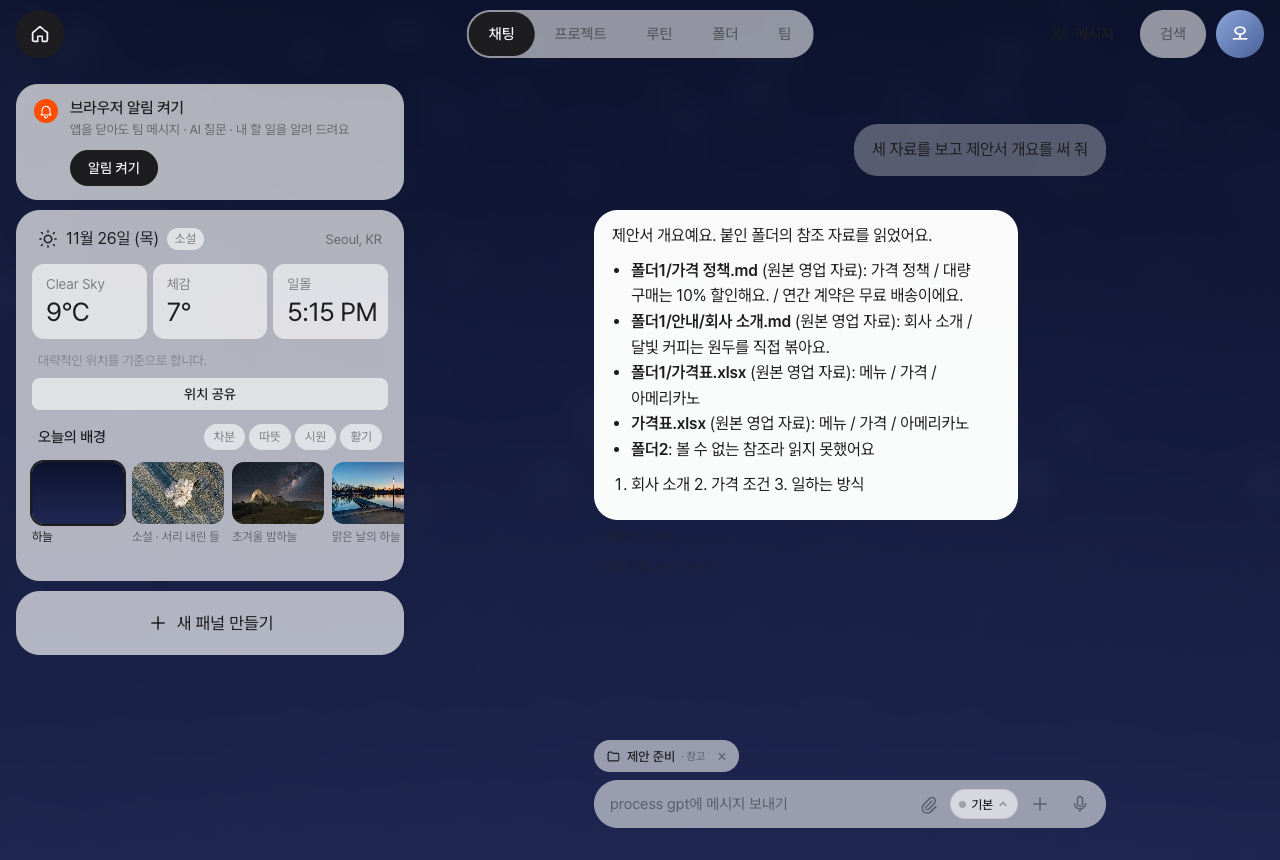 채팅
프로젝트
루틴
폴더
팀
메시지
검색
오
브라우저 알림 켜기
앱을 닫아도 팀 메시지 · AI 질문 · 내 할 일을 알려 드려요
알림 켜기
11월 26일 (목)
소설
Seoul, KR
Clear Sky
9°C
체감
7°
일몰
5:15 PM
대략적인 위치를 기준으로 합니다.
위치 공유
오늘의 배경
차분
따뜻
시원
활기
하늘
소설 · 서리 내린 들
초겨울 밤하늘
맑은 날의 하늘
새 패널 만들기
세 자료를 보고 제안서 개요를 써 줘
제안서 개요예요. 붙인 폴더의 참조 자료를 읽었어요.
폴더1/가격 정책.md (원본 영업 자료): 가격 정책 / 대량
구매는 10% 할인해요. / 연간 계약은 무료 배송이에요.
폴더1/안내/회사 소개.md (원본 영업 자료): 회사 소개 /
달빛 커피는 원두를 직접 볶아요.
폴더1/가격표.xlsx (원본 영업 자료): 메뉴 / 가격 /
아메리카노
가격표.xlsx (원본 영업 자료): 메뉴 / 가격 / 아메리카노
폴더2: 볼 수 없는 참조라 읽지 못했어요
1. 회사 소개 2. 가격 조건 3. 일하는 방식
제안 준비 · 참고
process gpt에 메시지 보내기
기본